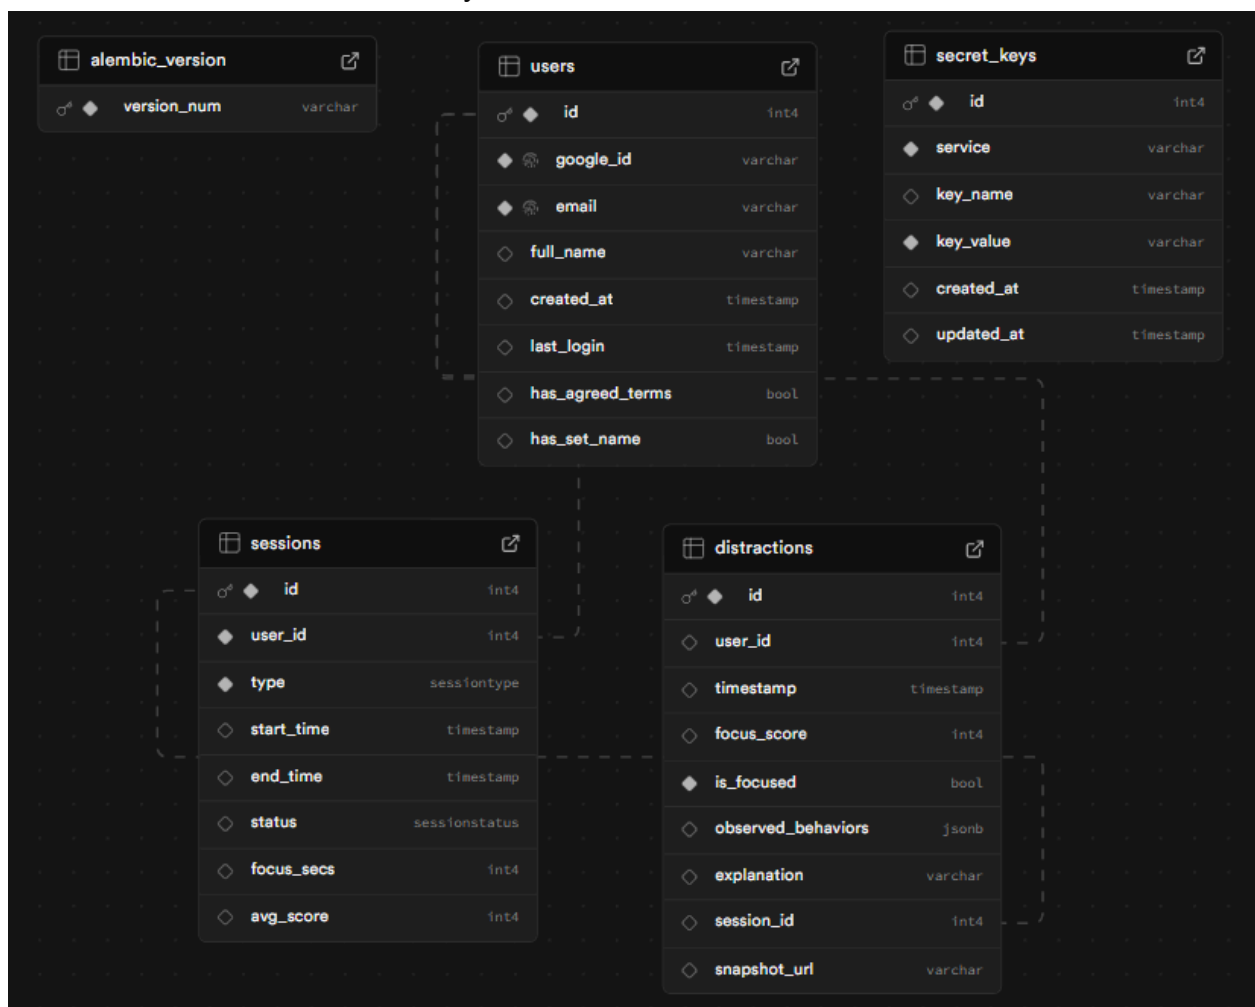 alembic_version
version_num varchar
users
id int4
google_id varchar
email varchar
full_name varchar
created_at timestamp
last_login timestamp
has_agreed_terms bool
has_set_name bool
secret_keys
id int4
service varchar
key_name varchar
key_value varchar
created_at timestamp
updated_at timestamp
sessions
id int4
user_id int4
type sessiontype
start_time timestamp
end_time timestamp
status sessionstatus
focus_secs int4
avg_score int4
distractions
id int4
user_id int4
timestamp timestamp
focus_score int4
is_focused bool
observed_behaviors jsonb
explanation varchar
session_id int4
snapshot_url varchar